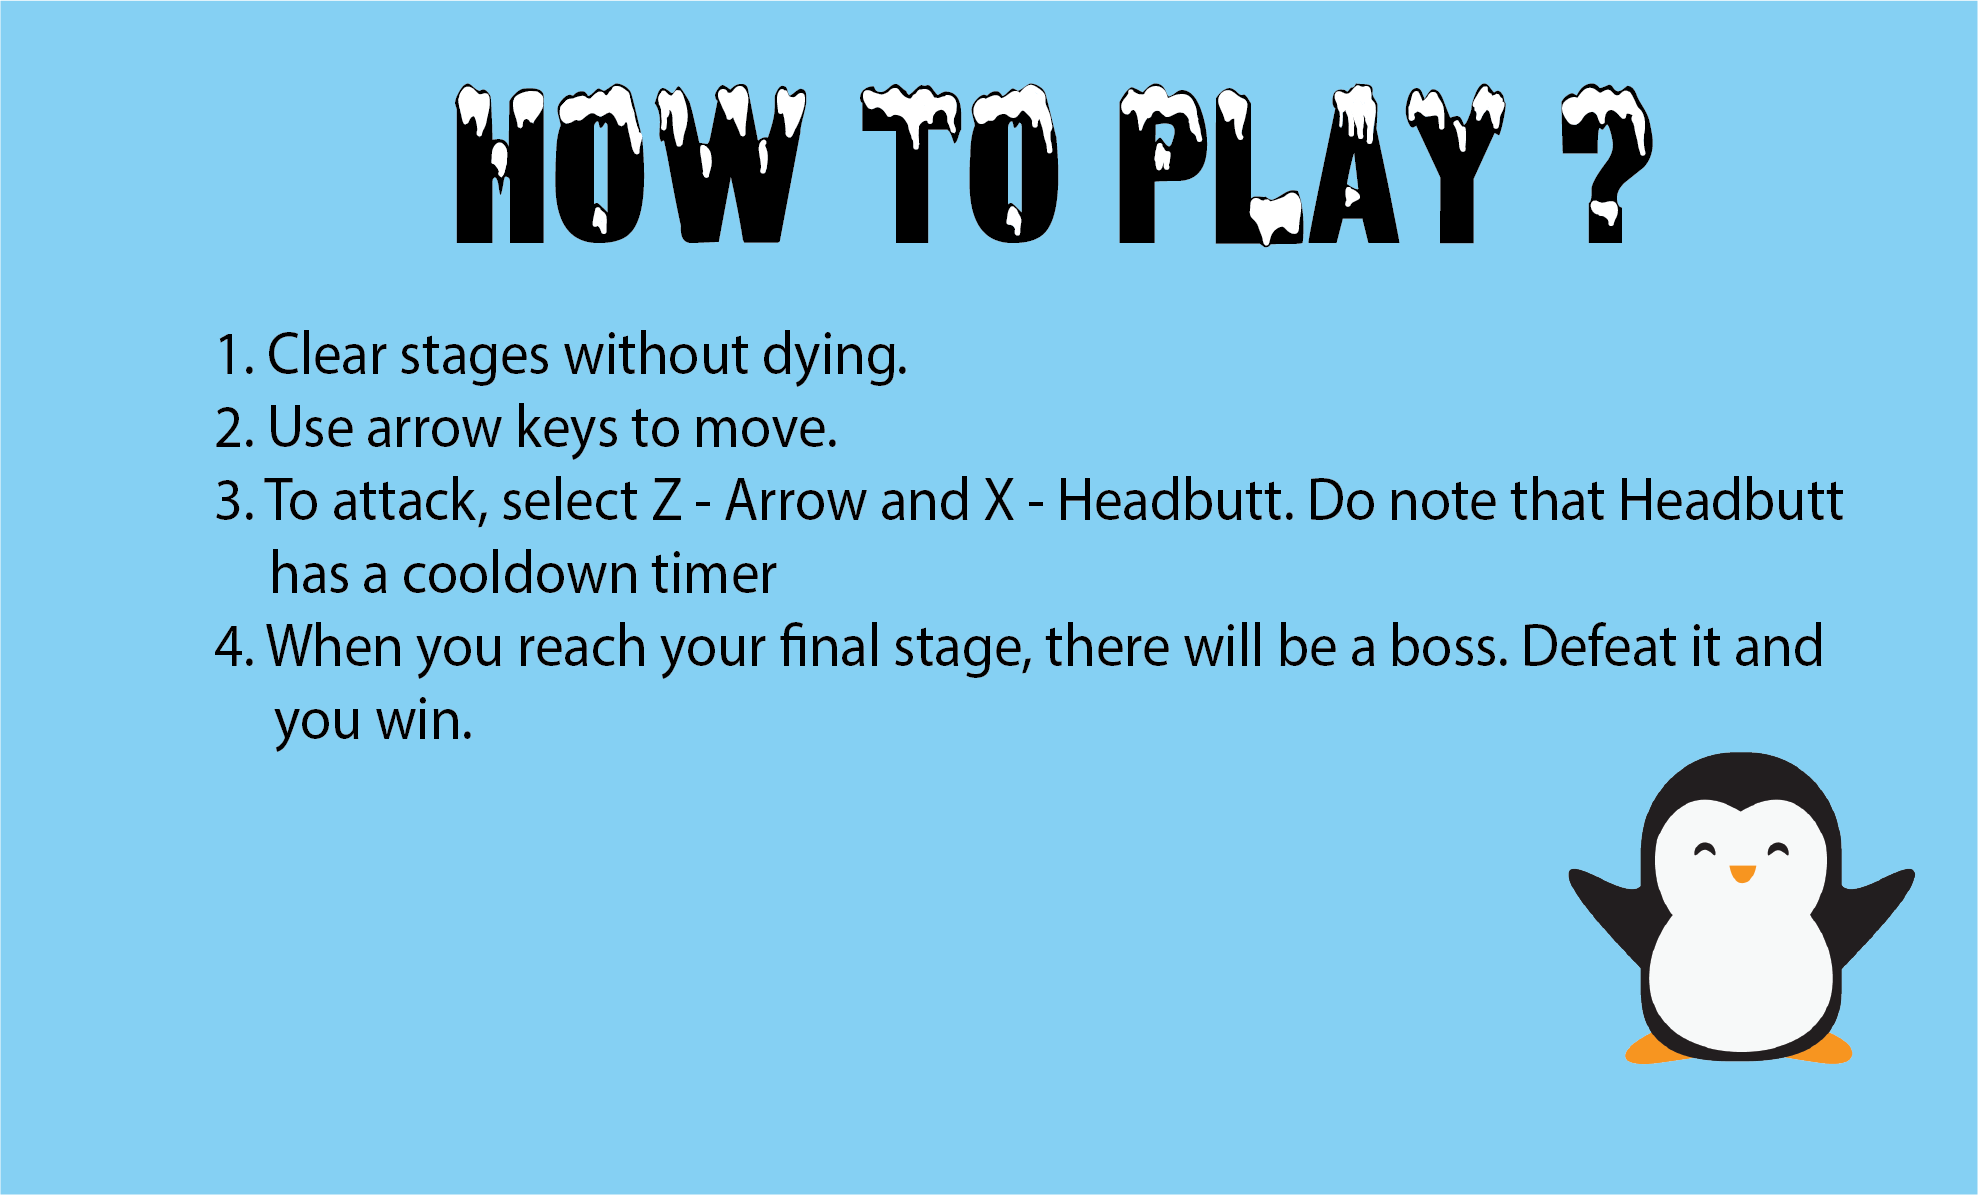 HOW TO PLAY ?
1. Clear stages without dying.
2. Use arrow keys to move.
3. To attack, select Z - Arrow and X - Headbutt. Do note that Headbutt
has a cooldown timer
4. When you reach your final stage, there will be a boss. Defeat it and
you win.